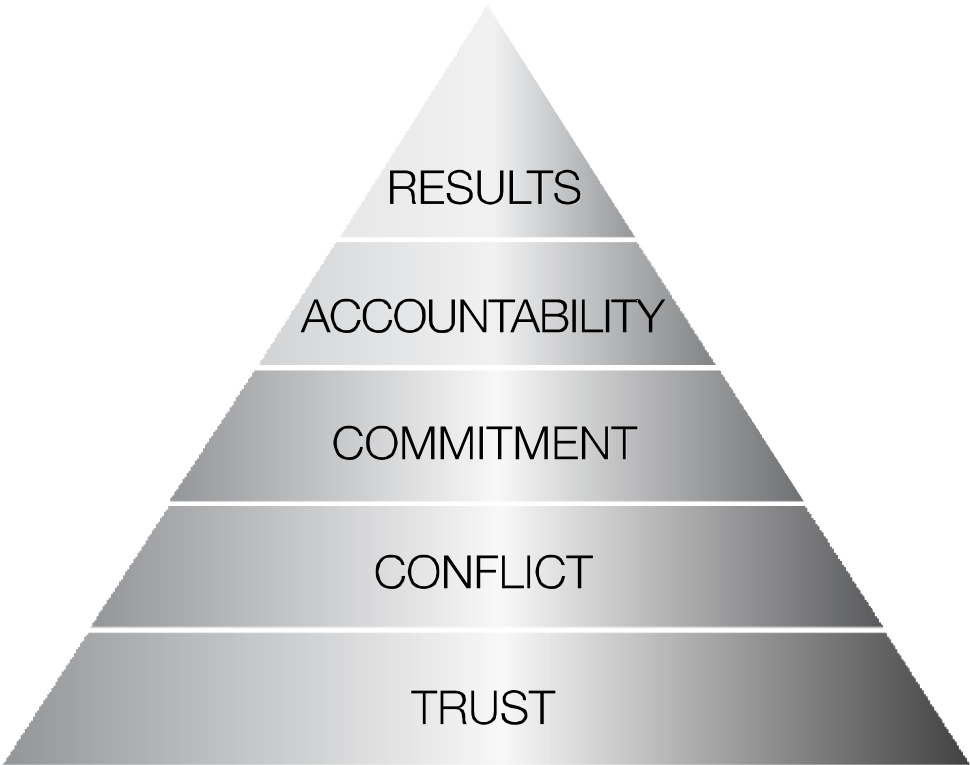 RESULTS
ACCOUNTABILITY
COMMITMENT
CONFLICT
TRUST